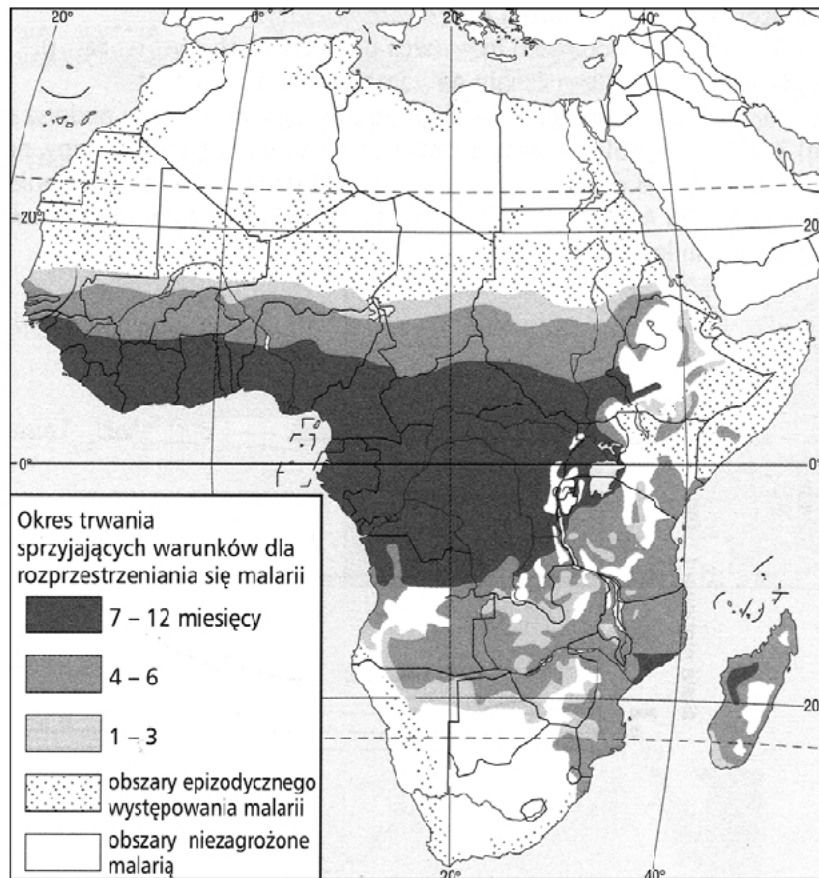 20°
0°
20°
40°
20°
20
0°
0°
20
20°
40°
Okres trwania
sprzyjających warunków dla
rozprzestrzeniania się malarii
7 – 12 miesięcy
4 – 6
1 – 3
obszary epizodycznego
występowania malarii
obszary niezagrożone
malarią